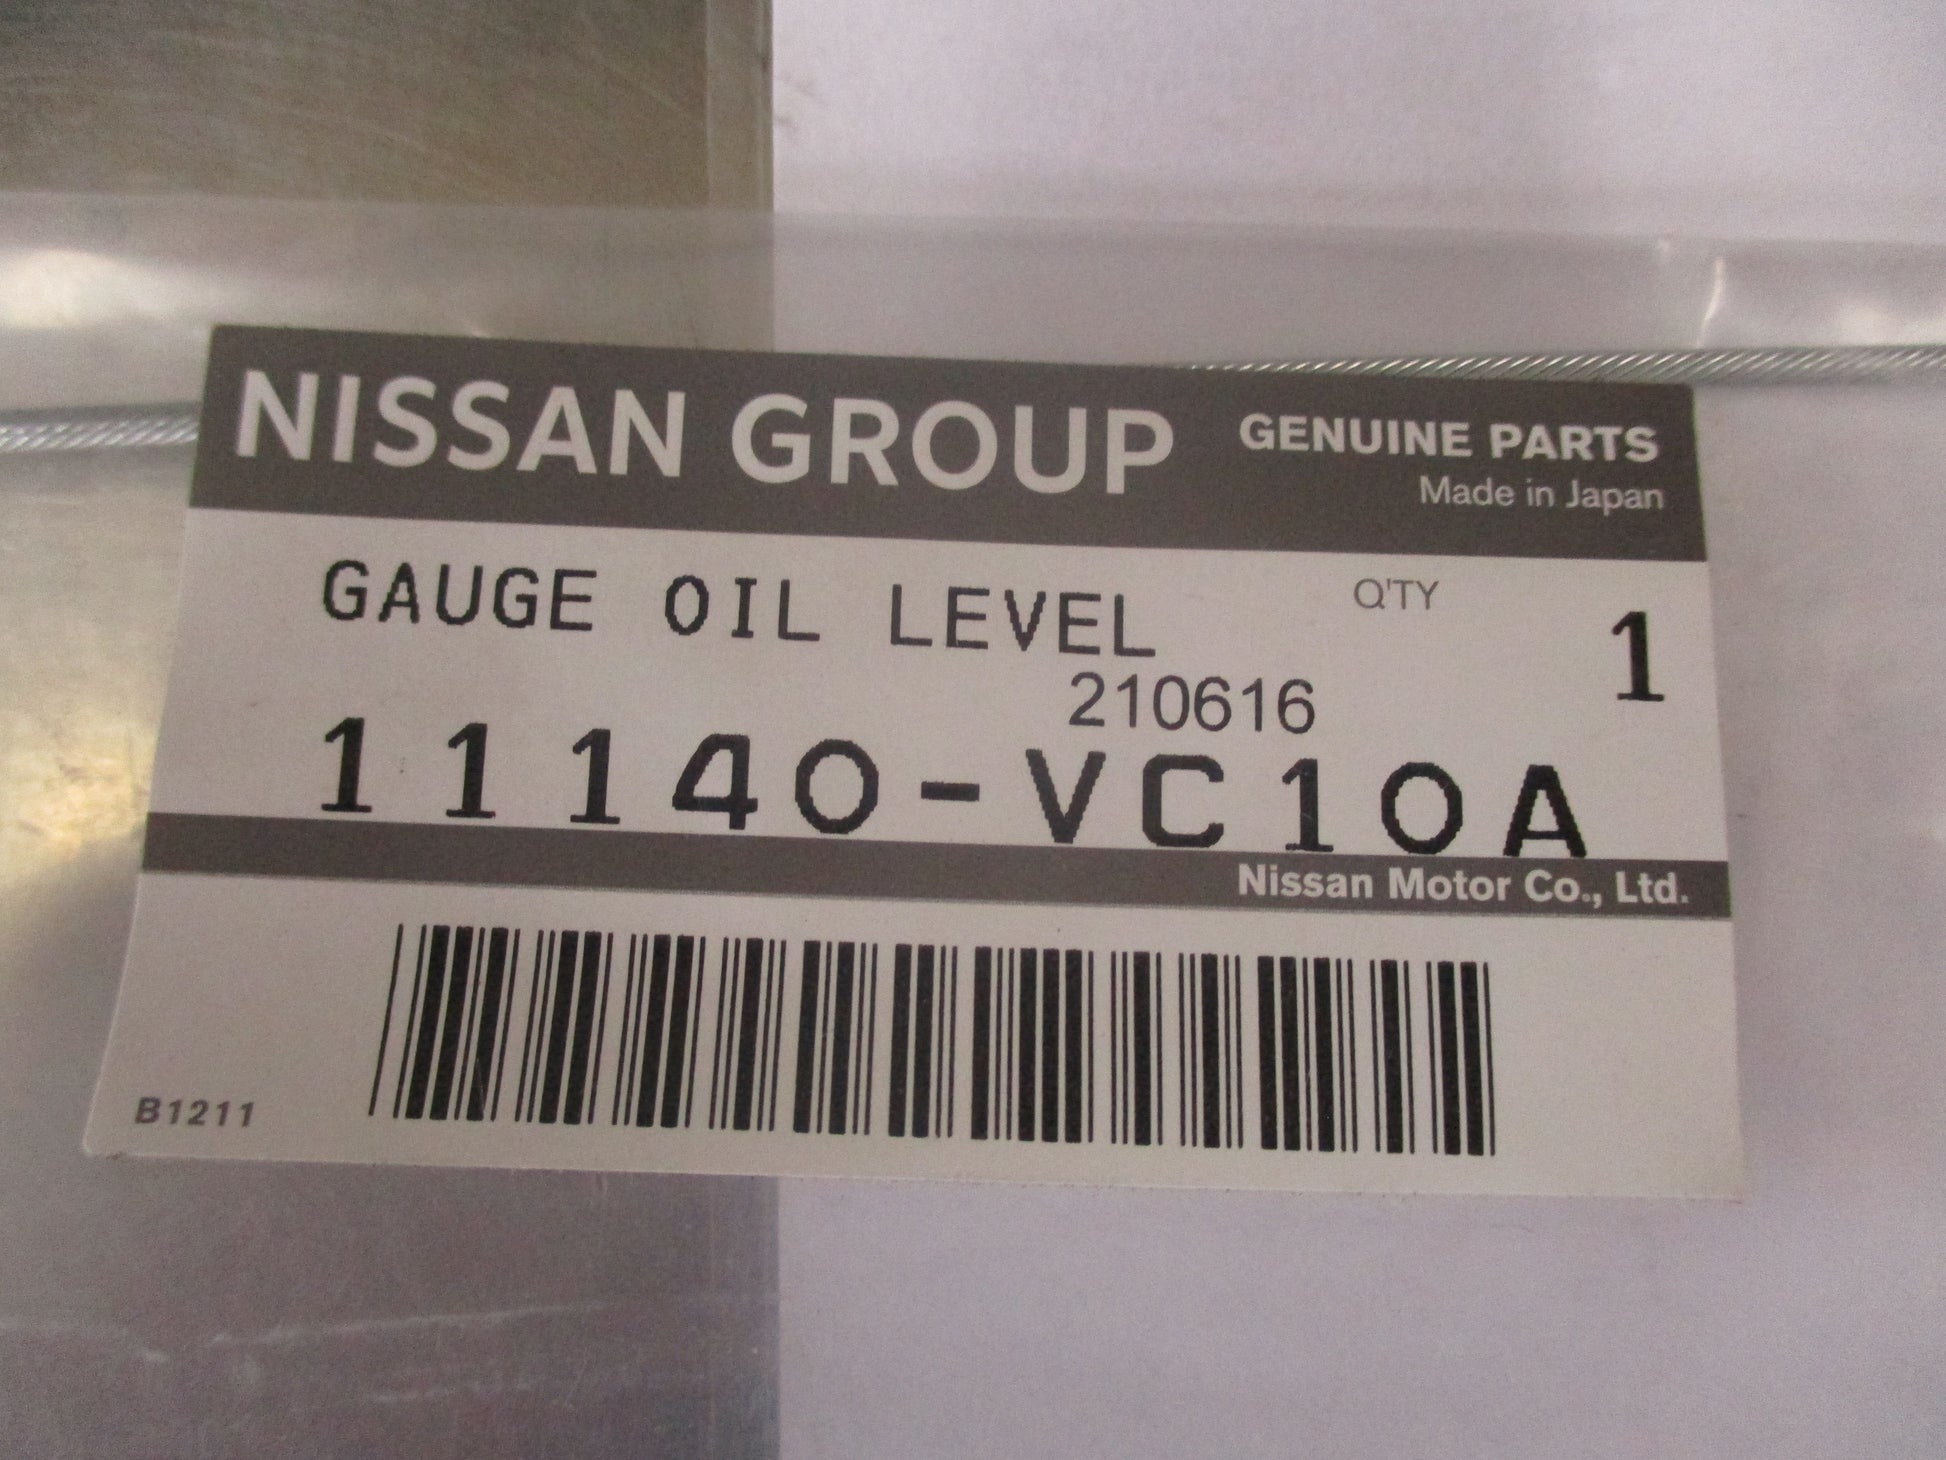 NISSAN GROUP GENUINE PARTS
Made in Japan
GAUGE OIL LEVEL Q'TY 1
210616
11140-VC10A
Nissan Motor Co., Ltd.
B1211